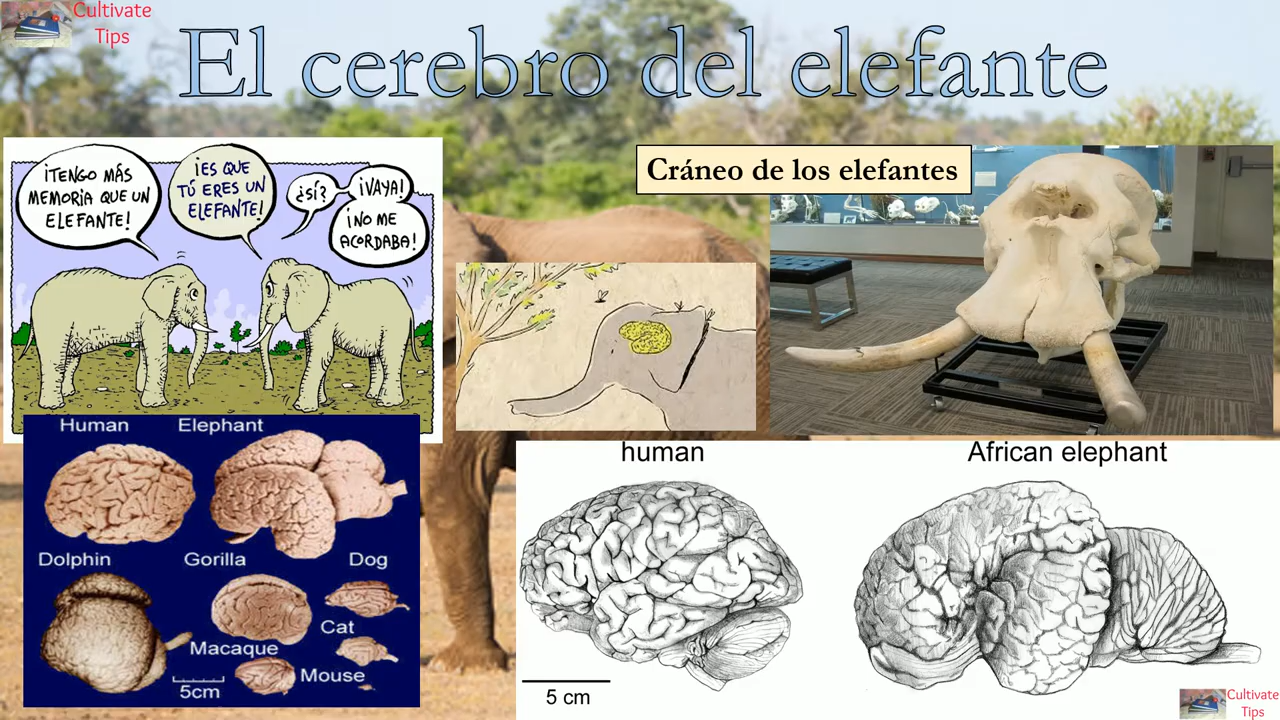 Cultivate
Tips
El cerebro del elefante
¡TENGO MÁS
MEMORIA QUE UN
ELEFANTE!
¡ES QUE
TÚ ERES UN
ELEFANTE!
¿SÍ?
¡VAYA!
¡NO ME
ACORDABA!
Cráneo de los elefantes
Human Elephant
Dolphin Gorilla Dog
Cat
Macaque
Mouse
5cm
human African elephant
5 cm
Cultivate
Tips